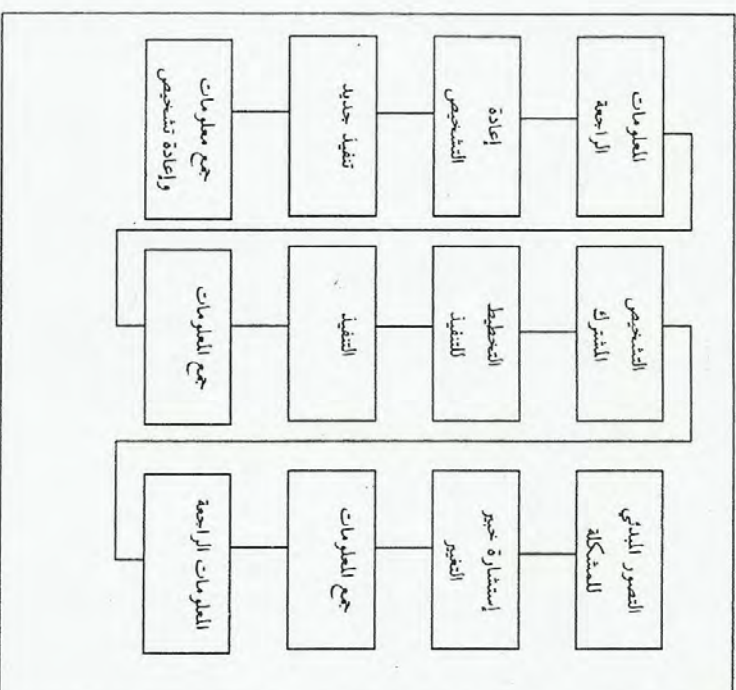 التصور المبدئي
للمشكلة
إستشارة خبير
التغيير
جمع المعلومات
المعلومات الراجعة
التشخيص
المشترك
التخطيط
للتنفيذ
التنفيذ
جمع المعلومات
المعلومات
الراجعة
إعادة
التشخيص
تنفيذ جديد
جمع معلومات
وإعادة تشخيص